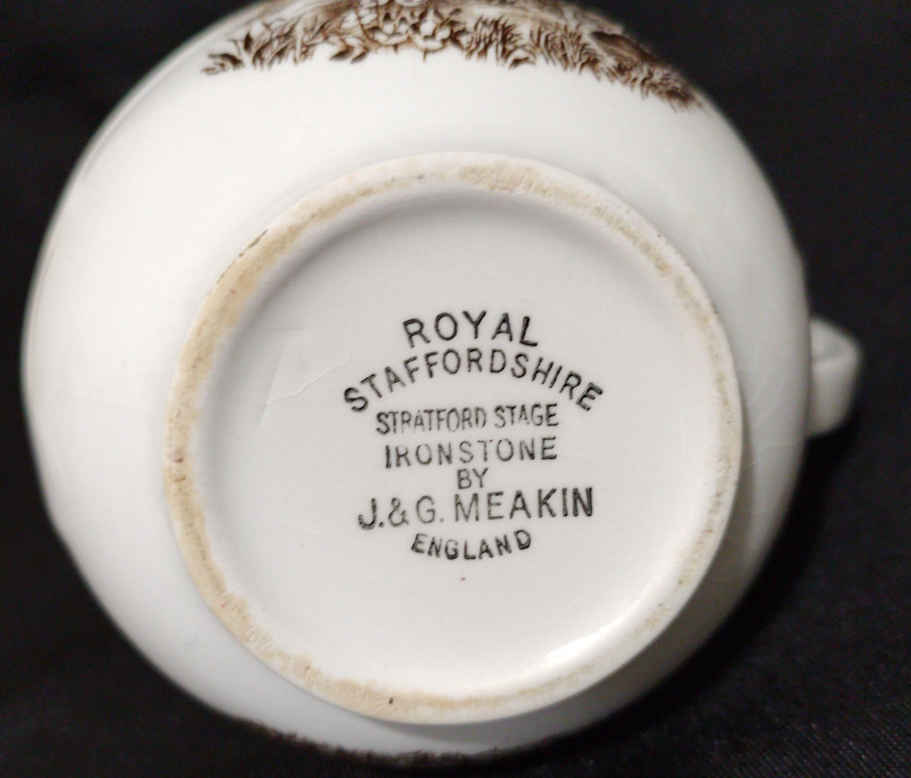 ROYAL
STAFFORDSHIRE
STRATFORD STAGE
IRONSTONE
BY
J.&G. MEAKIN
ENGLAND